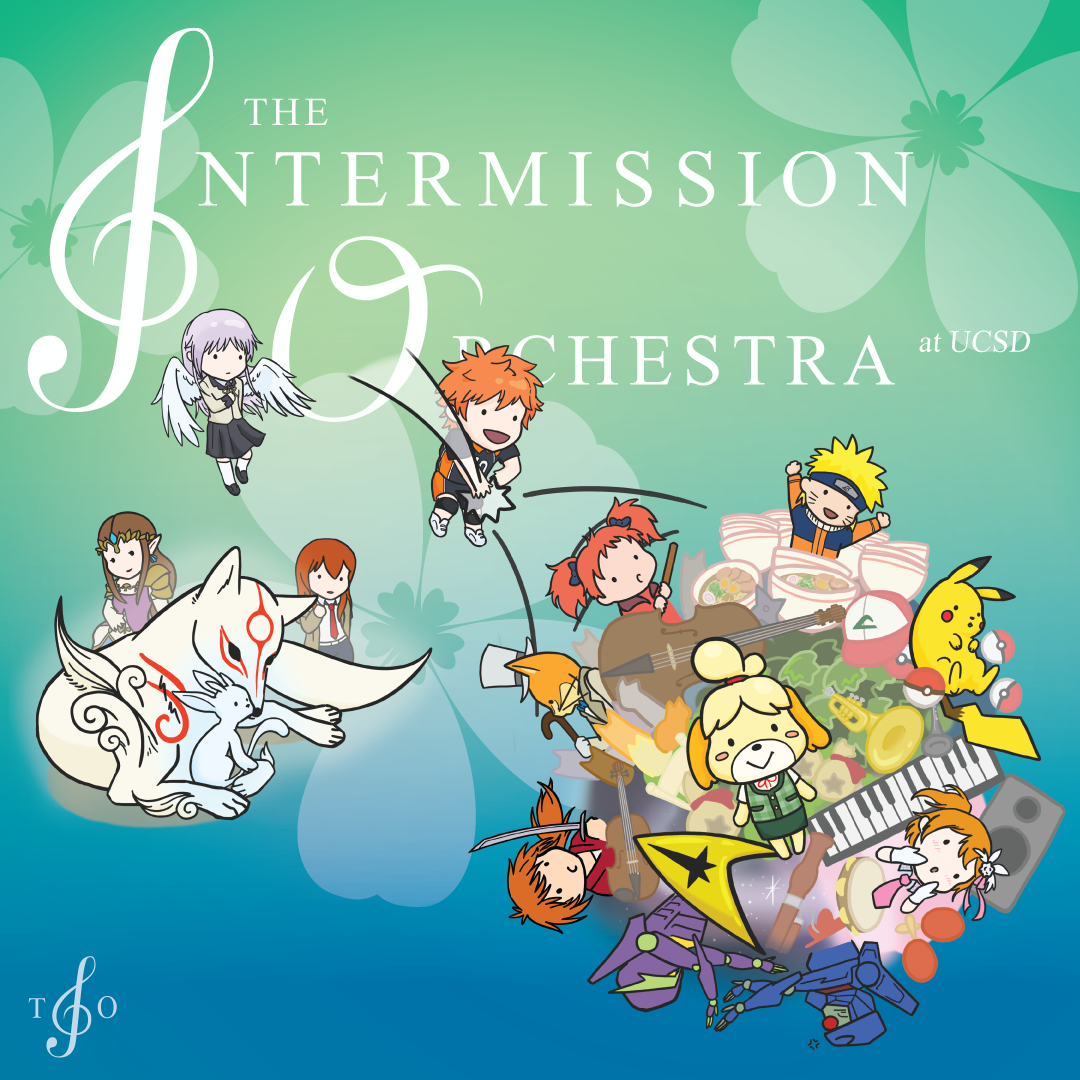 THE
INTERMISSION
ORCHESTRA at UCSD
TIO